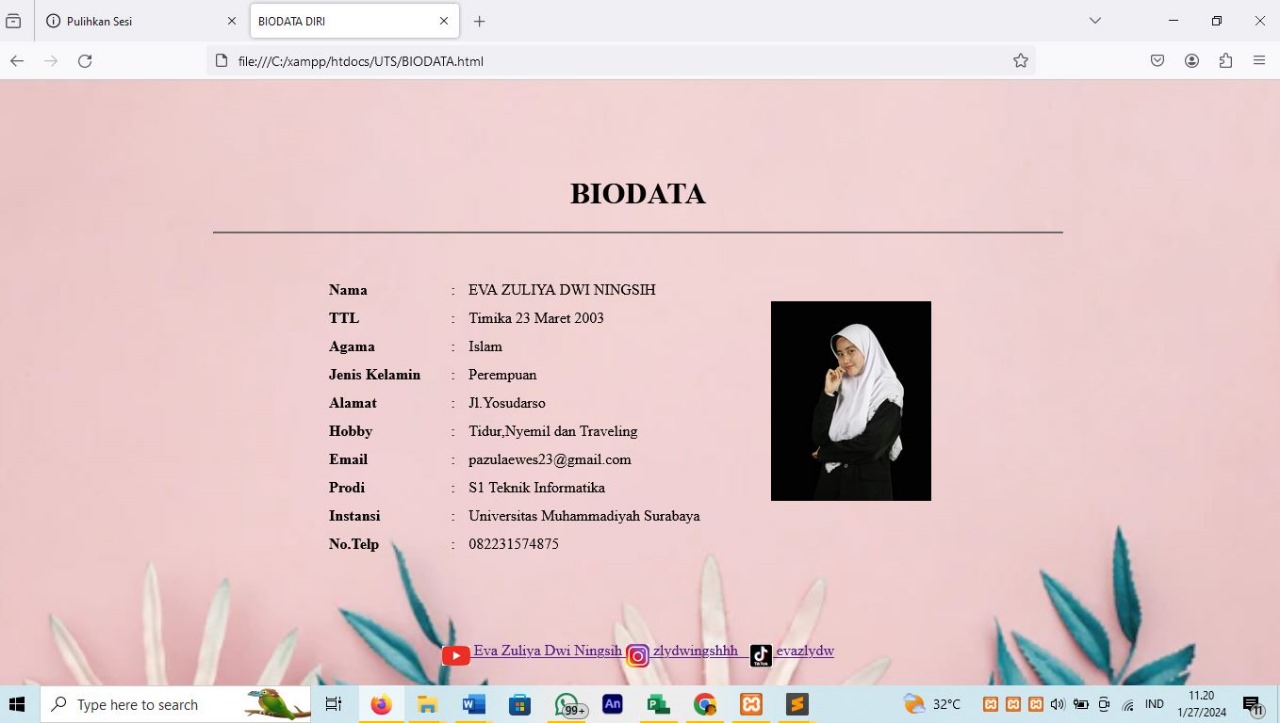 Pulihkan Sesi
BIODATA DIRI
file:///C:/xampp/htdocs/UTS/BIODATA.html
BIODATA
Nama : EVA ZULIYA DWI NINGSIH
TTL : Timika 23 Maret 2003
Agama : Islam
Jenis Kelamin : Perempuan
Alamat : Jl.Yosudarso
Hobby : Tidur,Nyemil dan Traveling
Email : pazulaewes23@gmail.com
Prodi : S1 Teknik Informatika
Instansi : Universitas Muhammadiyah Surabaya
No.Telp : 082231574875
Eva Zuliya Dwi Ningsih zlydwingshhh TikTok evazlydw
Type here to search
W
99+
An
P
S
32°C
IND
11.20
1/27/2024
11